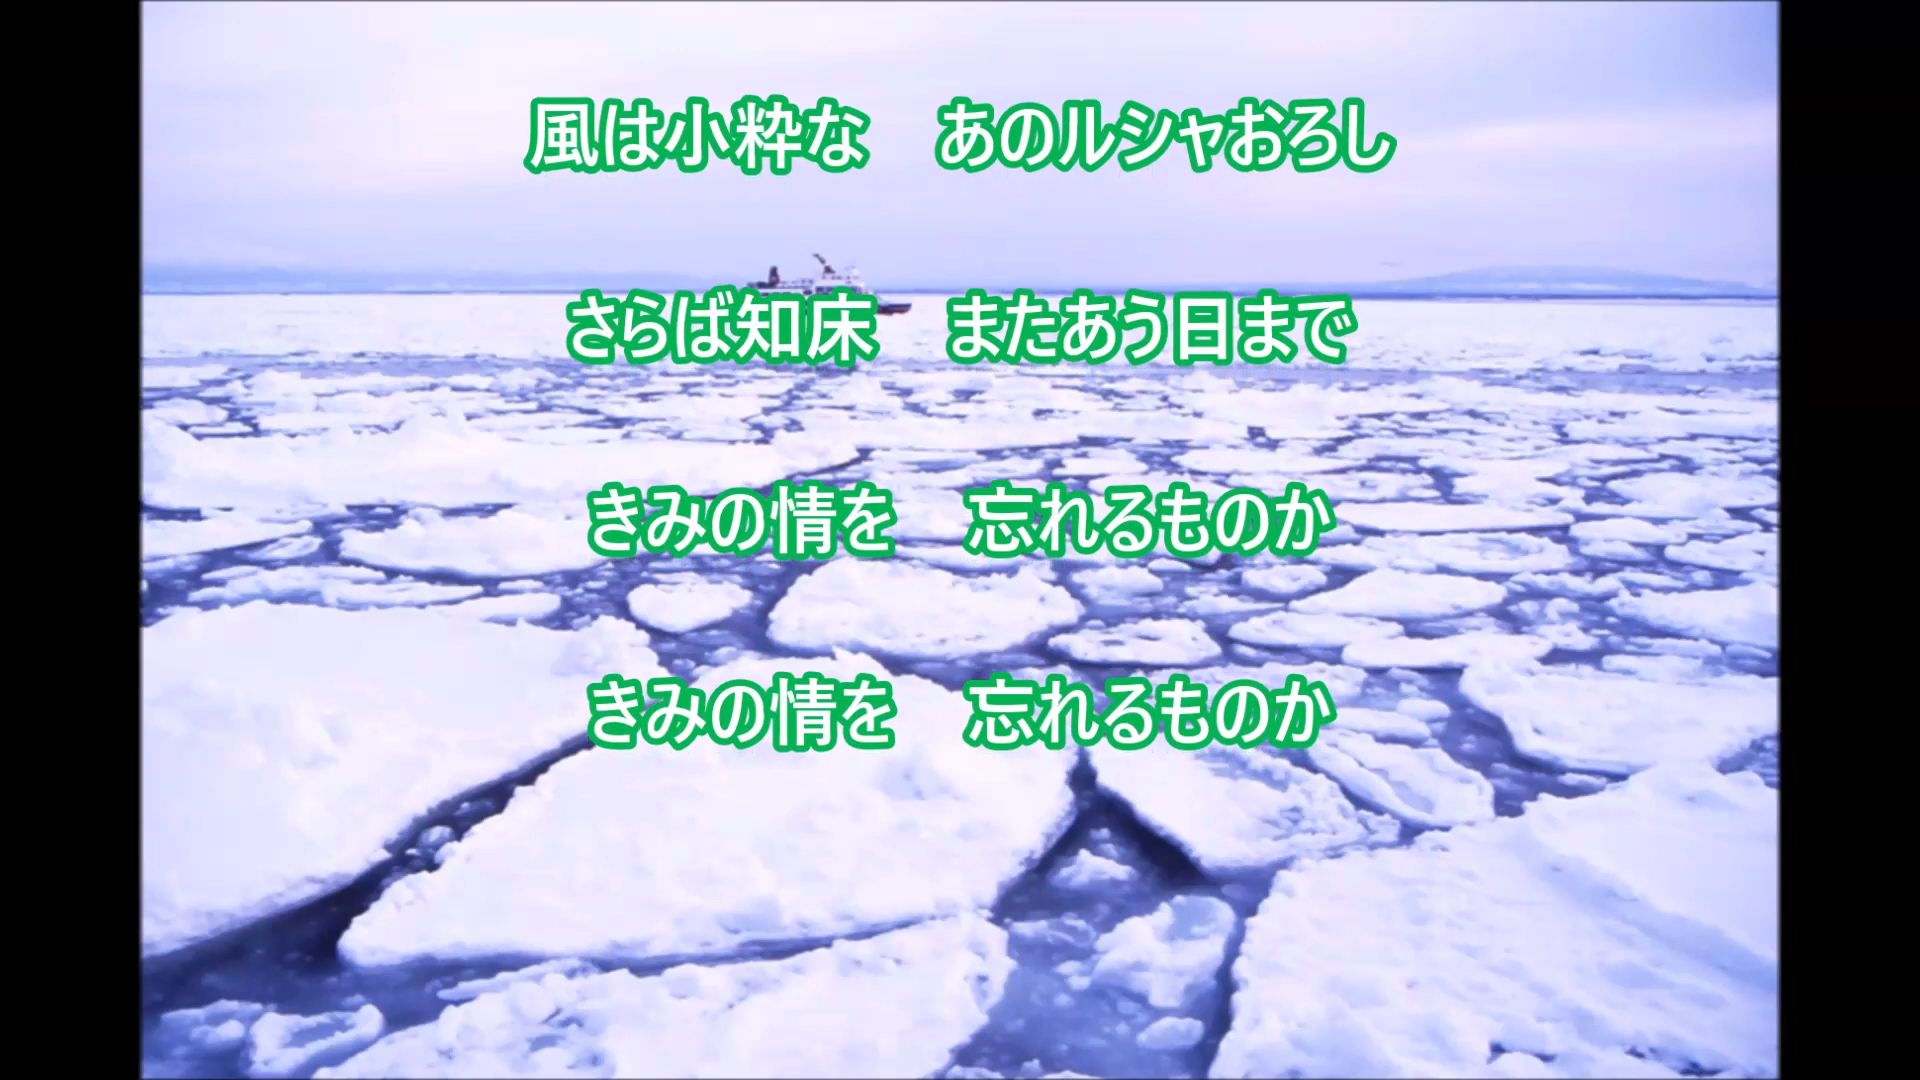 風は小粋な　あのルシャおろし
さらば知床　またあう日まで
きみの情を　忘れるものか
きみの情を　忘れるものか